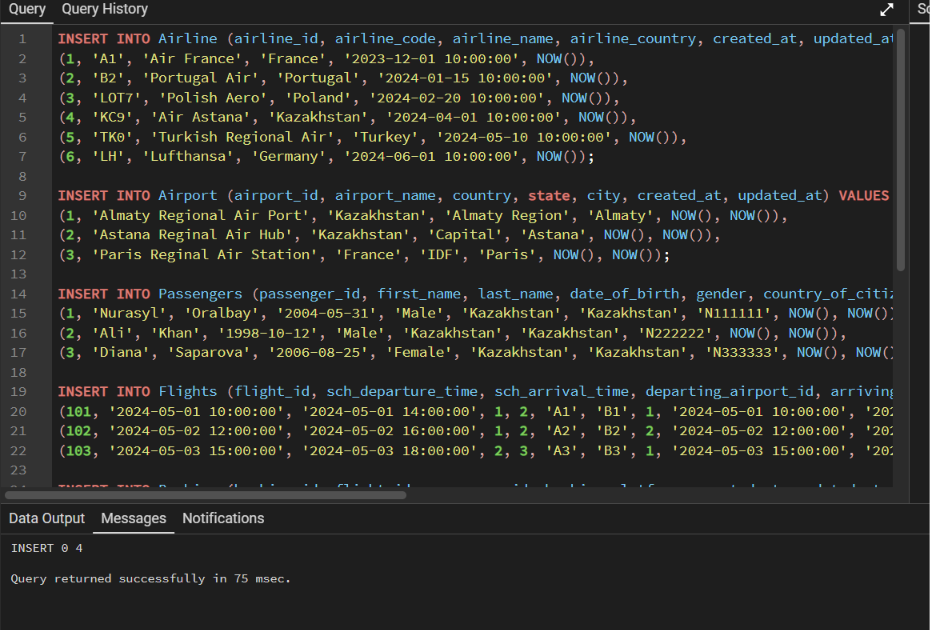 Query Query History
1 INSERT INTO Airline (airline_id, airline_code, airline_name, airline_country, created_at, updated_at
2 (1, 'A1', 'Air France', 'France', '2023-12-01 10:00:00', NOW()),
3 (2, 'B2', 'Portugal Air', 'Portugal', '2024-01-15 10:00:00', NOW()),
4 (3, 'LOT7', 'Polish Aero', 'Poland', '2024-02-20 10:00:00', NOW()),
5 (4, 'KC9', 'Air Astana', 'Kazakhstan', '2024-04-01 10:00:00', NOW()),
6 (5, 'TK0', 'Turkish Regional Air', 'Turkey', '2024-05-10 10:00:00', NOW()),
7 (6, 'LH', 'Lufthansa', 'Germany', '2024-06-01 10:00:00', NOW());
8
9 INSERT INTO Airport (airport_id, airport_name, country, state, city, created_at, updated_at) VALUES
10 (1, 'Almaty Regional Air Port', 'Kazakhstan', 'Almaty Region', 'Almaty', NOW(), NOW()),
11 (2, 'Astana Reginal Air Hub', 'Kazakhstan', 'Capital', 'Astana', NOW(), NOW()),
12 (3, 'Paris Reginal Air Station', 'France', 'IDF', 'Paris', NOW(), NOW());
13
14 INSERT INTO Passengers (passenger_id, first_name, last_name, date_of_birth, gender, country_of_citiz
15 (1, 'Nurasyl', 'Oralbay', '2004-05-31', 'Male', 'Kazakhstan', 'Kazakhstan', 'N111111', NOW(), NOW())
16 (2, 'Ali', 'Khan', '1998-10-12', 'Male', 'Kazakhstan', 'Kazakhstan', 'N222222', NOW(), NOW()),
17 (3, 'Diana', 'Saparova', '2006-08-25', 'Female', 'Kazakhstan', 'Kazakhstan', 'N333333', NOW(), NOW()
18
19 INSERT INTO Flights (flight_id, sch_departure_time, sch_arrival_time, departing_airport_id, arriving
20 (101, '2024-05-01 10:00:00', '2024-05-01 14:00:00', 1, 2, 'A1', 'B1', 1, '2024-05-01 10:00:00', '202
21 (102, '2024-05-02 12:00:00', '2024-05-02 16:00:00', 1, 2, 'A2', 'B2', 2, '2024-05-02 12:00:00', '202
22 (103, '2024-05-03 15:00:00', '2024-05-03 18:00:00', 2, 3, 'A3', 'B3', 1, '2024-05-03 15:00:00', '202
23
Data Output Messages Notifications
INSERT 0 4
Query returned successfully in 75 msec.